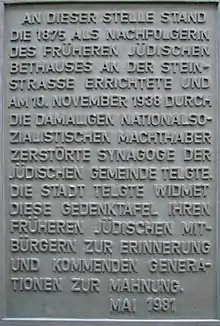 AN DIESER STELLE STAND
DIE 1875 ALS NACHFOLGERIN
DES FRÜHEREN JÜDISCHEN
BETHAUSES AN DER STEIN-
STRASSE ERRICHTETE UND
AM 10. NOVEMBER 1938 DURCH
DIE DAMALIGEN NATIONALSO-
ZIALISTISCHEN MACHTHABER
ZERSTÖRTE SYNAGOGE DER
JÜDISCHEN GEMEINDE TELGTE.
DIE STADT TELGTE WIDMET
DIESE GEDENKTAFEL IHREN
FRÜHEREN JÜDISCHEN MIT-
BÜRGERN ZUR ERINNERUNG
UND KOMMENDEN GENERA-
TIONEN ZUR MAHNUNG.
MAI 1981